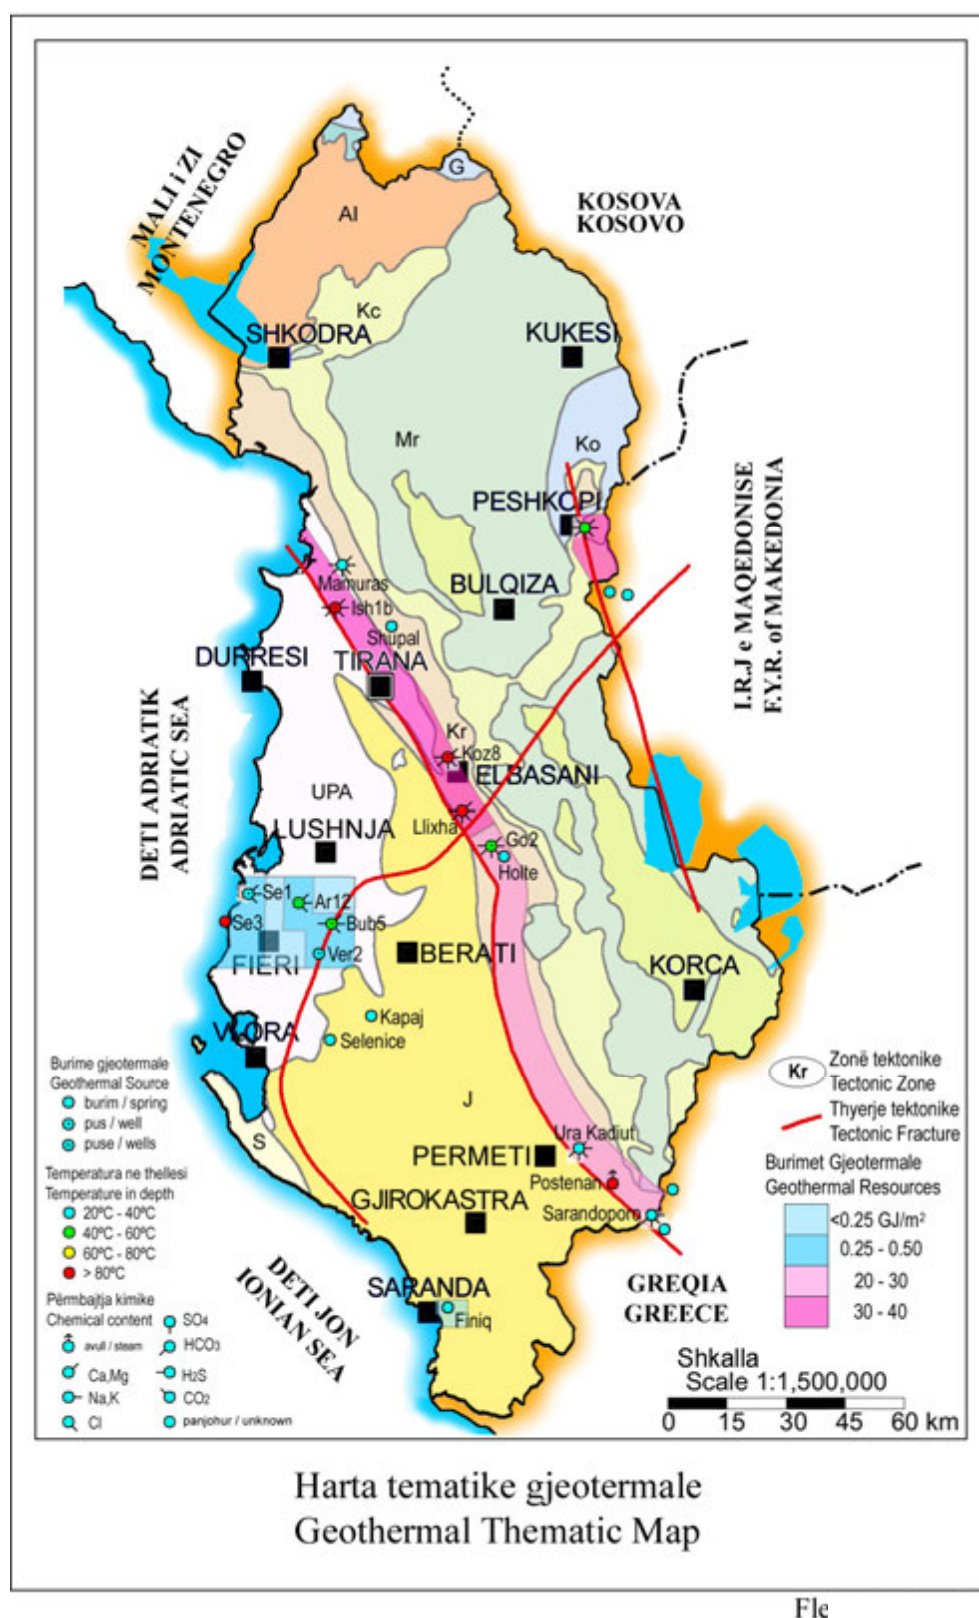 MALI i ZI
MONTENEGRO
KOSOVA
KOSOVO
G
Al
Kc
SHKODRA
KUKESI
Mr
Ko
PESHKOPI
I.R.J e MAQEDONISE
F.Y.R. of MAKEDONIA
BULQIZA
Mamuras
Ish1b
Shupal
DURRESI
TIRANA
DETI ADRIATIK
ADRIATIC SEA
Kr
Koz8
ELBASANI
UPA
LUSHNJA
Llixha
Go2
Holte
Se1
Ar12
Se3
Bub5
FIERI
Ver2
BERATI
KORCA
Kapaj
VLORA
Selenice
J
S
Ura Kadiut
PERMETI
Postenan
GJIROKASTRA
Sarandoporo
SARANDA
Finiq
DETI JON
IONIAN SEA
GREQIA
GREECE
Burime gjeotermale
Geothermal Source
burim / spring
pus / well
puse / wells
Temperatura ne thellesi
Temperature in depth
20ºC - 40ºC
40ºC - 60ºC
60ºC - 80ºC
> 80ºC
Përmbajtja kimike
Chemical content
SO4
avull / steam
HCO3
Ca,Mg
H2S
Na,K
CO2
Cl
panjohur / unknown
Kr
Zonë tektonike
Tectonic Zone
Thyerje tektonike
Tectonic Fracture
Burimet Gjeotermale
Geothermal Resources
<0.25 GJ/m²
0.25 - 0.50
20 - 30
30 - 40
Shkalla
Scale 1:1,500,000
0 15 30 45 60 km
Harta tematike gjeotermale
Geothermal Thematic Map
Fle